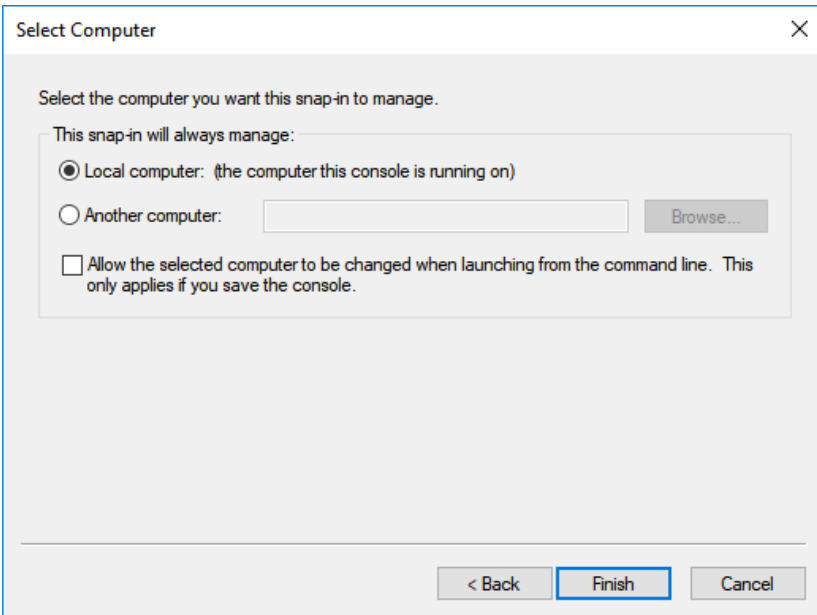 Select Computer
Select the computer you want this snap-in to manage.
This snap-in will always manage:
Local computer: (the computer this console is running on)
Another computer:
Browse...
Allow the selected computer to be changed when launching from the command line. This
only applies if you save the console.
< Back
Finish
Cancel